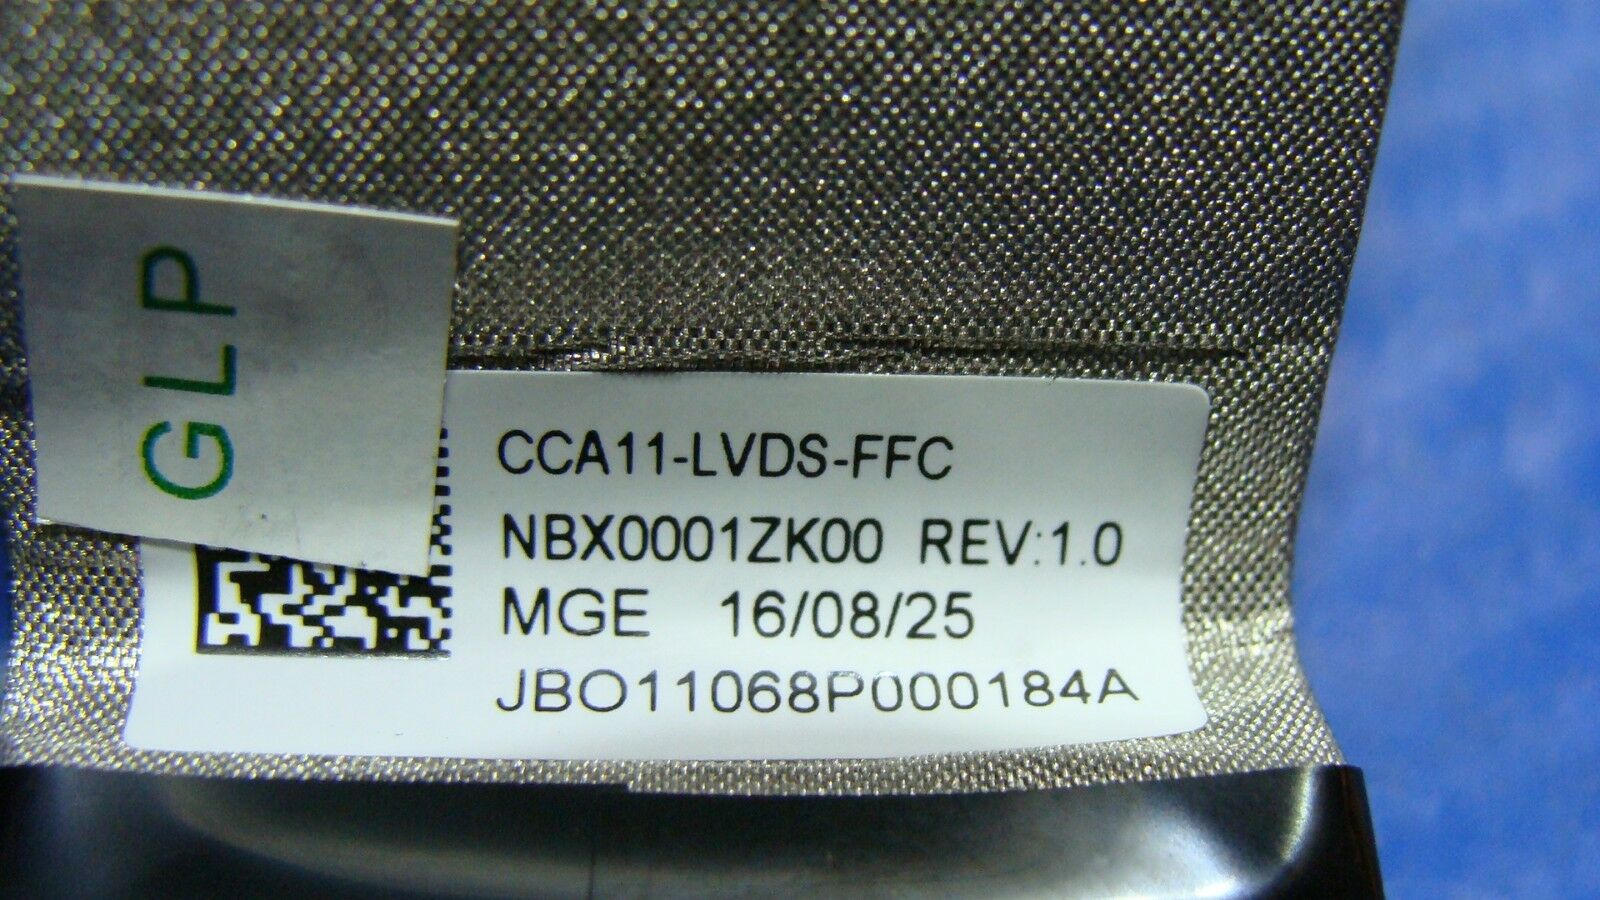 GLP
CCA11-LVDS-FFC
NBX0001ZK00 REV:1.0
MGE 16/08/25
JBO11068P000184A